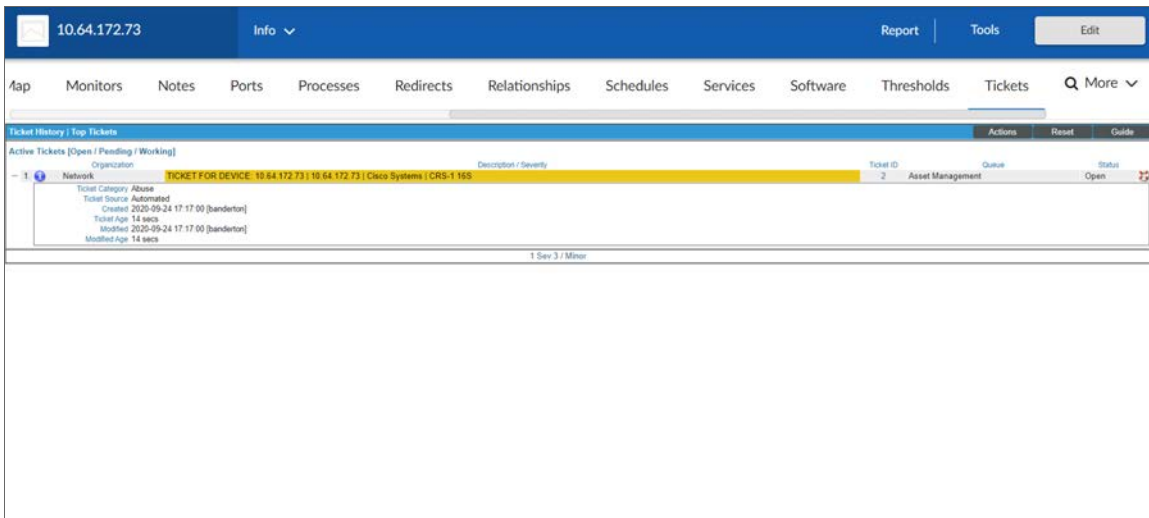 10.64.172.73 Info Report Tools Edit
Map Monitors Notes Ports Processes Redirects Relationships Schedules Services Software Thresholds Tickets More
Ticket History | Top Tickets Actions Reset Guide
Active Tickets [Open / Pending / Working]
Organization Description / Severity Ticket ID Queue Status
1. Network TICKET FOR DEVICE: 10.64.172.73 | 10.64.172.73 | Cisco Systems | CRS-1 16S 2 Asset Management Open
Ticket Category Abuse
Ticket Source Automated
Created 2020-09-24 17:17:00 [banderton]
Ticket Age 14 secs
Modified 2020-09-24 17:17:00 [banderton]
Modified Age 14 secs
1 Sev 3 / Minor